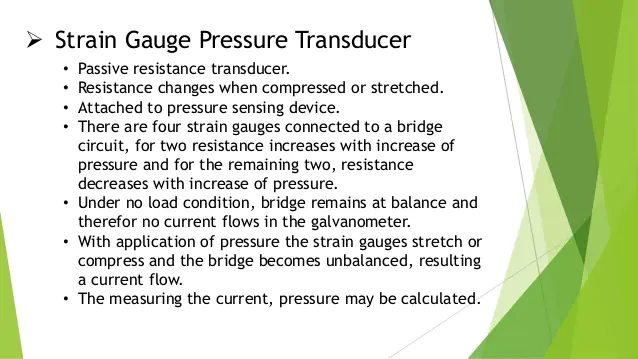 ➢ Strain Gauge Pressure Transducer
• Passive resistance transducer.
• Resistance changes when compressed or stretched.
• Attached to pressure sensing device.
• There are four strain gauges connected to a bridge
circuit, for two resistance increases with increase of
pressure and for the remaining two, resistance
decreases with increase of pressure.
• Under no load condition, bridge remains at balance and
therefor no current flows in the galvanometer.
• With application of pressure the strain gauges stretch or
compress and the bridge becomes unbalanced, resulting
a current flow.
• The measuring the current, pressure may be calculated.